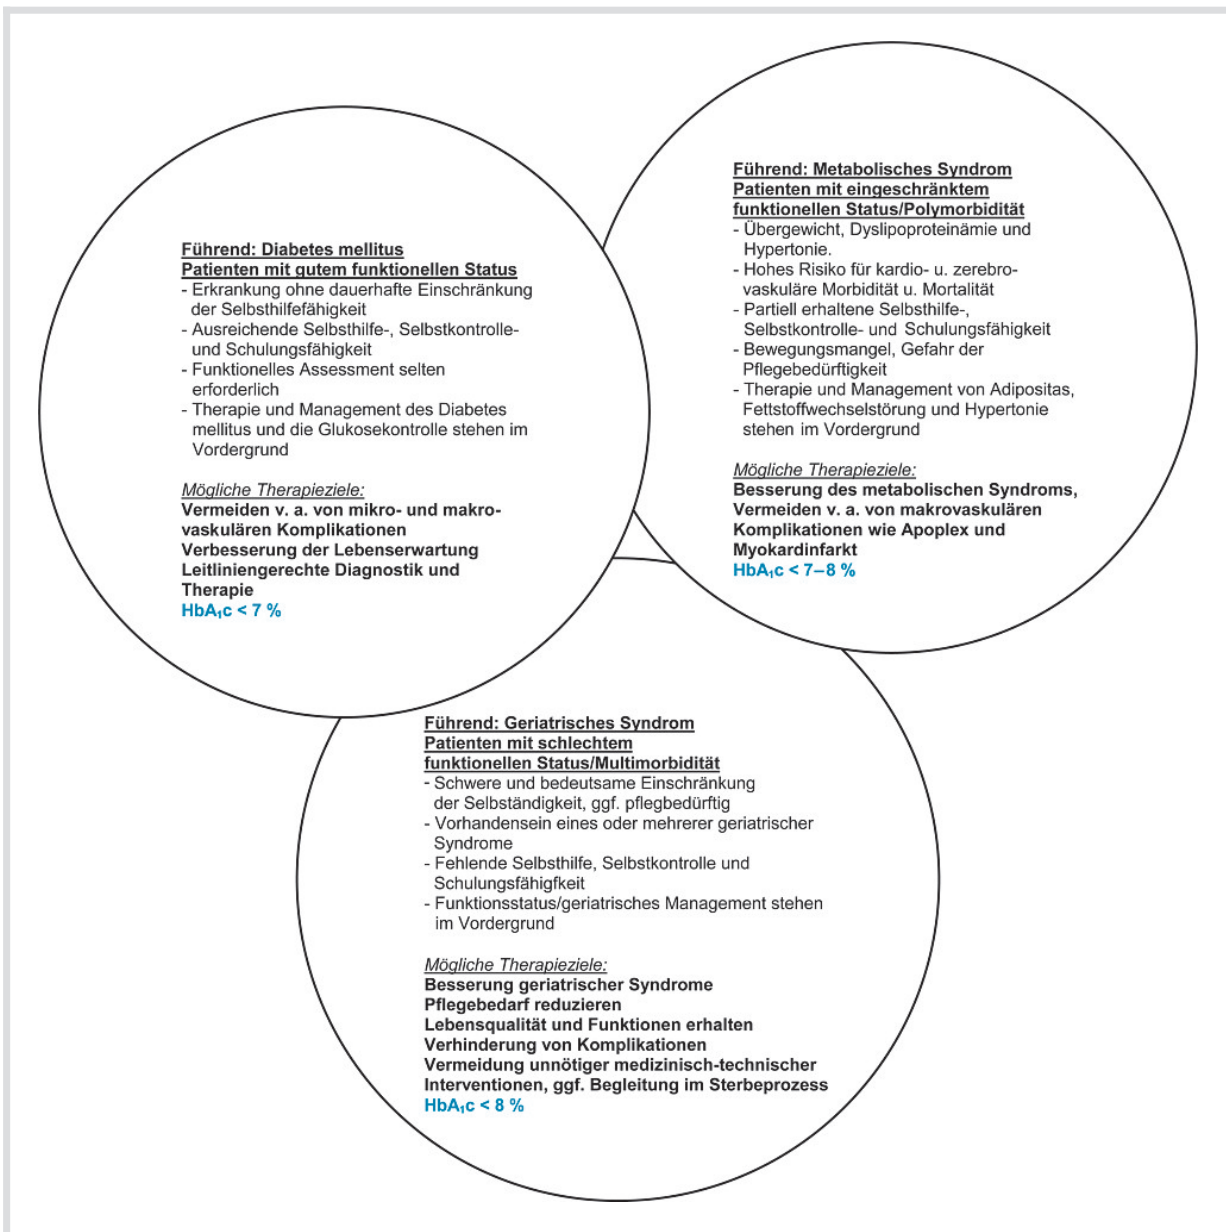 Führend: Diabetes mellitus
Patienten mit gutem funktionellen Status
- Erkrankung ohne dauerhafte Einschränkung
der Selbsthilfefähigkeit
- Ausreichende Selbsthilfe-, Selbstkontrolle-
und Schulungsfähigkeit
- Funktionelles Assessment selten
erforderlich
- Therapie und Management des Diabetes
mellitus und die Glukosekontrolle stehen im
Vordergrund
Mögliche Therapieziele:
Vermeiden v. a. von mikro- und makro-
vaskulären Komplikationen
Verbesserung der Lebenserwartung
Leitliniengerechte Diagnostik und
Therapie
HbA₁c < 7 %
Führend: Metabolisches Syndrom
Patienten mit eingeschränktem
funktionellen Status/Polymorbidität
- Übergewicht, Dyslipoproteinämie und
Hypertonie.
- Hohes Risiko für kardio- u. zerebro-
vaskuläre Morbidität u. Mortalität
- Partiell erhaltene Selbsthilfe-,
Selbstkontrolle- und Schulungsfähigkeit
- Bewegungsmangel, Gefahr der
Pflegebedürftigkeit
- Therapie und Management von Adipositas,
Fettstoffwechselstörung und Hypertonie
stehen im Vordergrund
Mögliche Therapieziele:
Besserung des metabolischen Syndroms,
Vermeiden v. a. von makrovaskulären
Komplikationen wie Apoplex und
Myokardinfarkt
HbA₁c < 7–8 %
Führend: Geriatrisches Syndrom
Patienten mit schlechtem
funktionellen Status/Multimorbidität
- Schwere und bedeutsame Einschränkung
der Selbständigkeit, ggf. pflegbedürftig
- Vorhandensein eines oder mehrerer geriatrischer
Syndrome
- Fehlende Selbsthilfe, Selbstkontrolle und
Schulungsfähigfkeit
- Funktionsstatus/geriatrisches Management stehen
im Vordergrund
Mögliche Therapieziele:
Besserung geriatrischer Syndrome
Pflegebedarf reduzieren
Lebensqualität und Funktionen erhalten
Verhinderung von Komplikationen
Vermeidung unnötiger medizinisch-technischer
Interventionen, ggf. Begleitung im Sterbeprozess
HbA₁c < 8 %